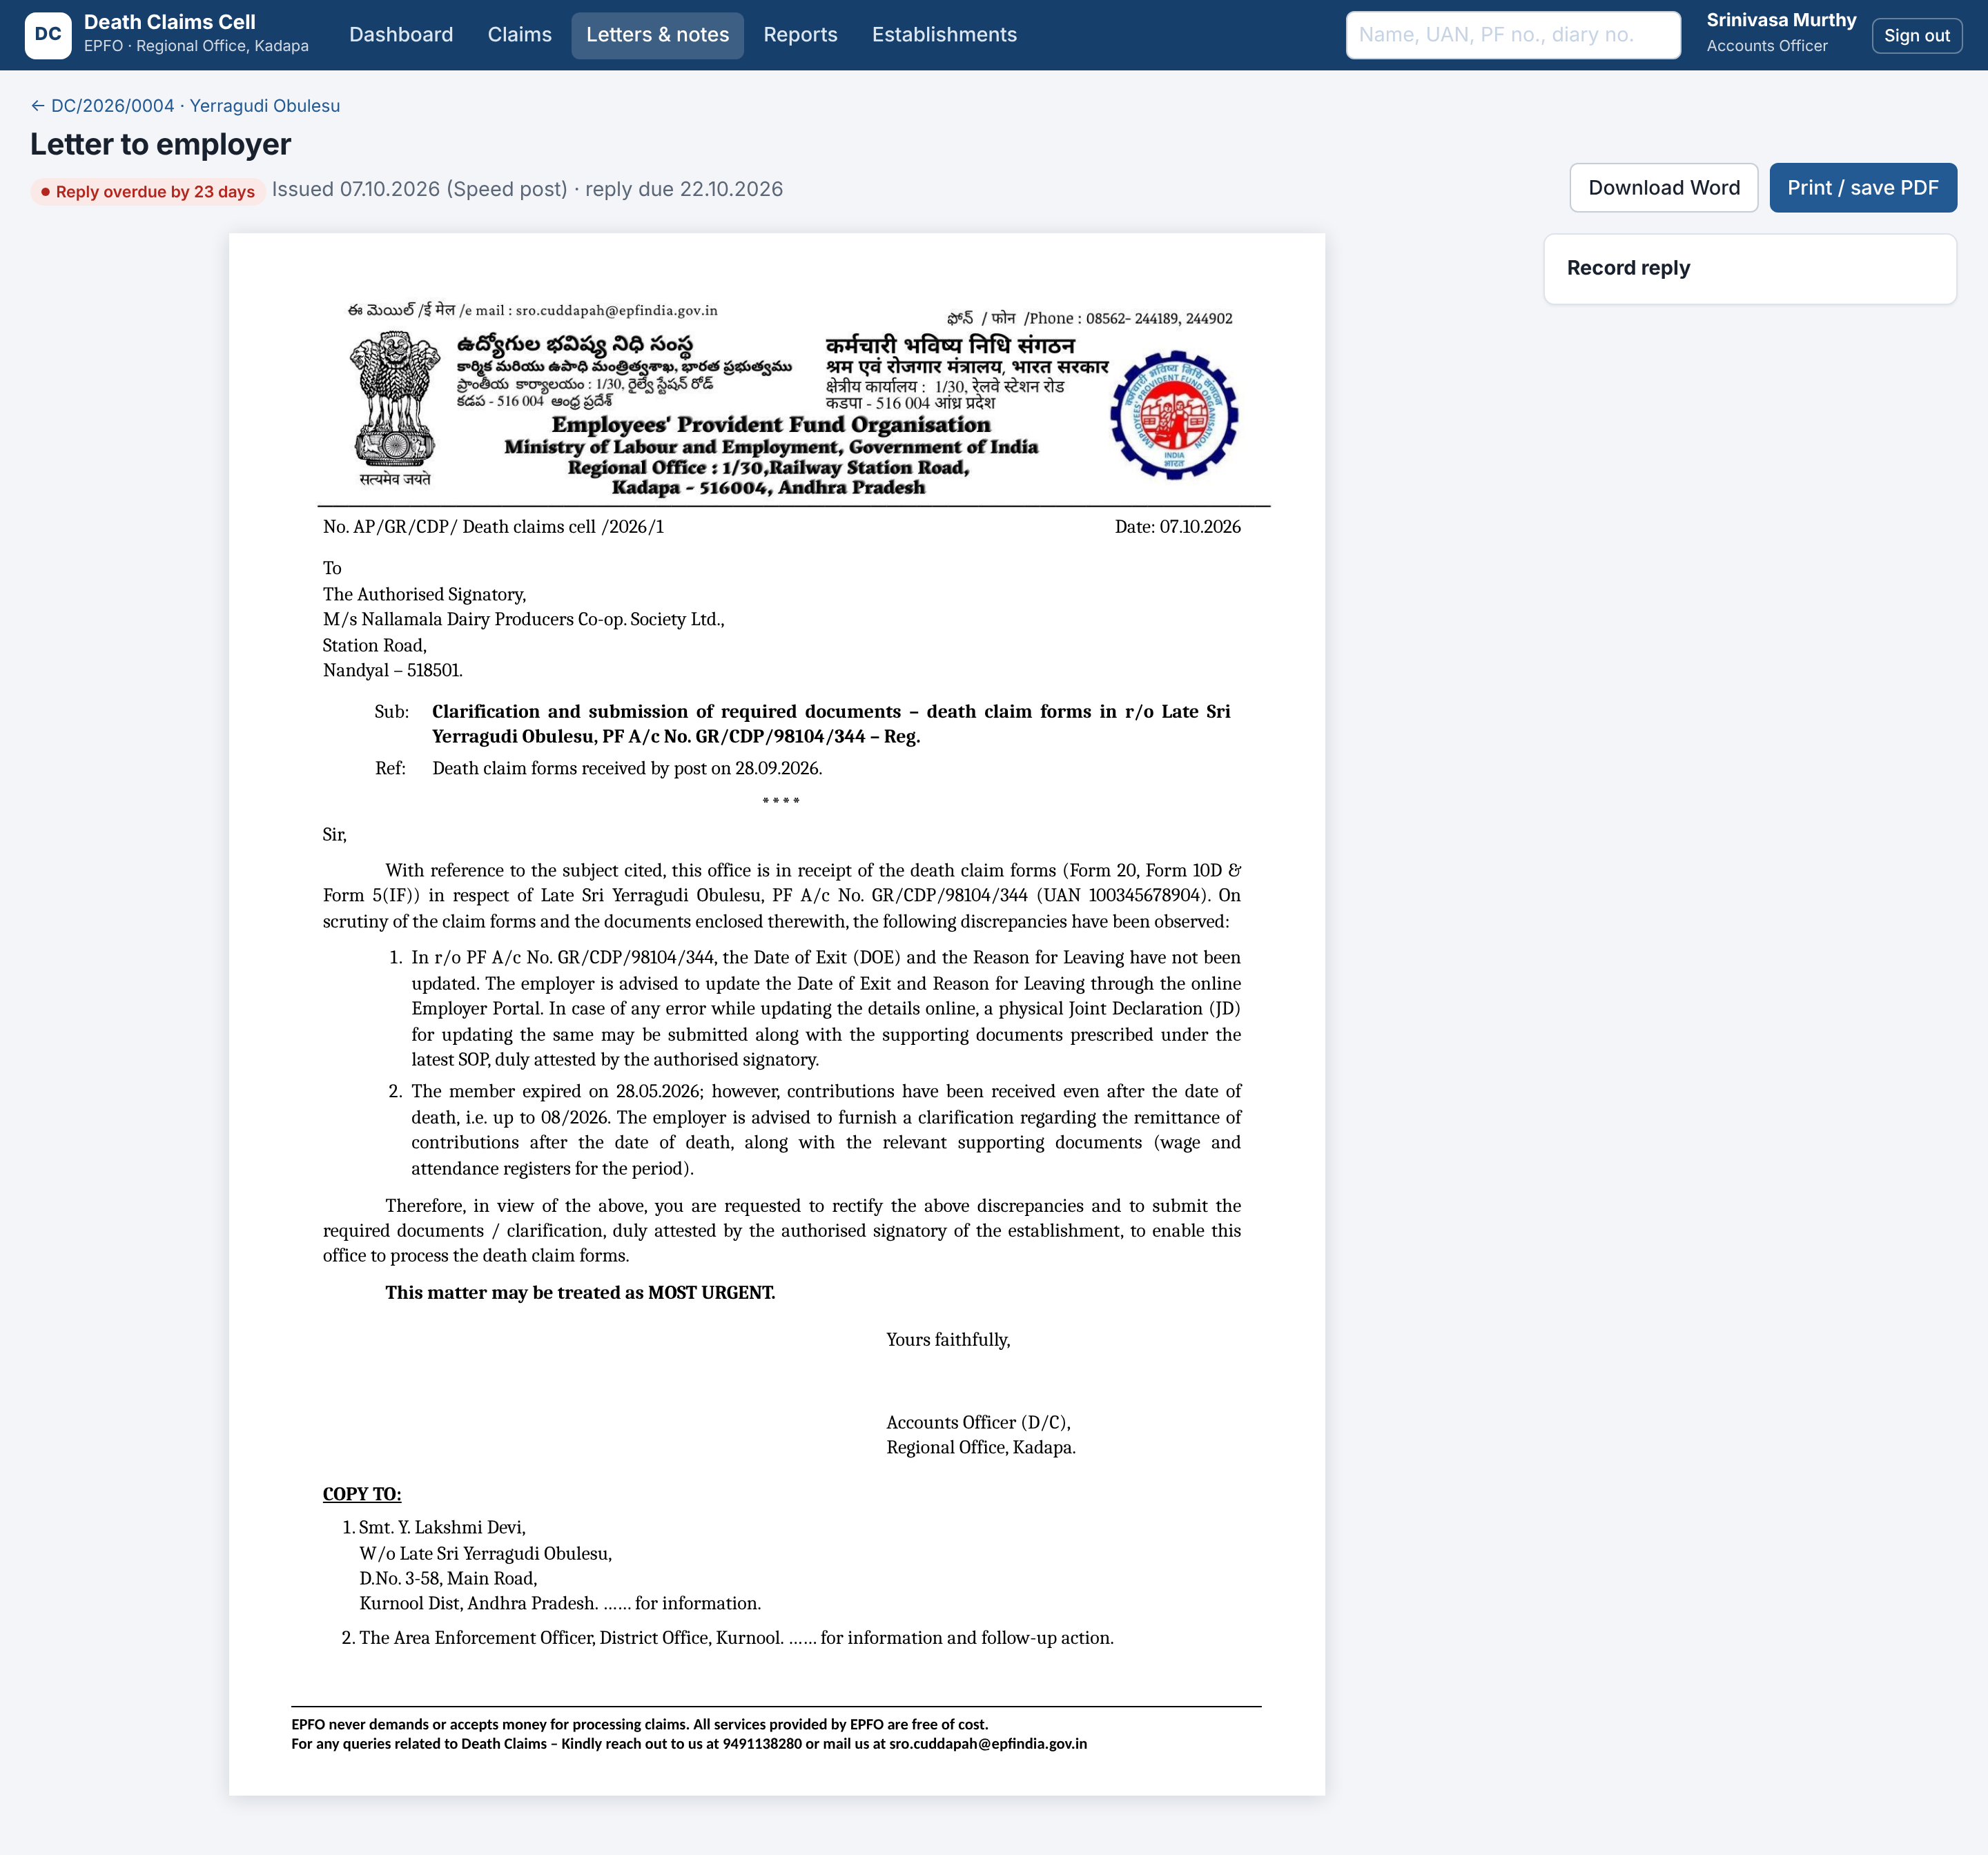 DC
Death Claims Cell
EPFO · Regional Office, Kadapa
Dashboard
Claims
Letters & notes
Reports
Establishments
Name, UAN, PF no., diary no.
Srinivasa Murthy
Accounts Officer
Sign out
← DC/2026/0004 · Yerragudi Obulesu
Letter to employer
Reply overdue by 23 days
Issued 07.10.2026 (Speed post) · reply due 22.10.2026
Download Word
Print / save PDF
Record reply
ఈ మెయిల్ /ई मेल /e mail : sro.cuddapah@epfindia.gov.in
ఫోన్ / फोन /Phone : 08562- 244189, 244902
ఉద్యోగుల భవిష్య నిధి సంస్థ
కార్మిక మరియు ఉపాధి మంత్రిత్వశాఖ, భారత ప్రభుత్వము
ప్రాంతీయ కార్యాలయం : 1/30, రైల్వే స్టేషన్ రోడ్
కడప - 516 004 ఆంధ్ర ప్రదేశ్
कर्मचारी भविष्य निधि संगठन
श्रम एवं रोजगार मंत्रालय, भारत सरकार
क्षेत्रीय कार्यालय : 1/30, रेलवे स्टेशन रोड
कडपा - 516 004 आंध्र प्रदेश
सत्यमेव जयते
कर्मचारी भविष्य निधि संगठन
EMPLOYEES' PROVIDENT FUND ORGANISATION
INDIA
भारत
Employees' Provident Fund Organisation
Ministry of Labour and Employment, Government of India
Regional Office : 1/30,Railway Station Road,
Kadapa - 516004, Andhra Pradesh
No. AP/GR/CDP/ Death claims cell /2026/1
Date: 07.10.2026
To
The Authorised Signatory,
M/s Nallamala Dairy Producers Co-op. Society Ltd.,
Station Road,
Nandyal – 518501.
Sub: Clarification and submission of required documents – death claim forms in r/o Late Sri
Yerragudi Obulesu, PF A/c No. GR/CDP/98104/344 – Reg.
Ref: Death claim forms received by post on 28.09.2026.
****
Sir,
With reference to the subject cited, this office is in receipt of the death claim forms (Form 20, Form 10D &
Form 5(IF)) in respect of Late Sri Yerragudi Obulesu, PF A/c No. GR/CDP/98104/344 (UAN 100345678904). On
scrutiny of the claim forms and the documents enclosed therewith, the following discrepancies have been observed:
1. In r/o PF A/c No. GR/CDP/98104/344, the Date of Exit (DOE) and the Reason for Leaving have not been
updated. The employer is advised to update the Date of Exit and Reason for Leaving through the online
Employer Portal. In case of any error while updating the details online, a physical Joint Declaration (JD)
for updating the same may be submitted along with the supporting documents prescribed under the
latest SOP, duly attested by the authorised signatory.
2. The member expired on 28.05.2026; however, contributions have been received even after the date of
death, i.e. up to 08/2026. The employer is advised to furnish a clarification regarding the remittance of
contributions after the date of death, along with the relevant supporting documents (wage and
attendance registers for the period).
Therefore, in view of the above, you are requested to rectify the above discrepancies and to submit the
required documents / clarification, duly attested by the authorised signatory of the establishment, to enable this
office to process the death claim forms.
This matter may be treated as MOST URGENT.
Yours faithfully,
Accounts Officer (D/C),
Regional Office, Kadapa.
COPY TO:
1. Smt. Y. Lakshmi Devi,
W/o Late Sri Yerragudi Obulesu,
D.No. 3-58, Main Road,
Kurnool Dist, Andhra Pradesh. …… for information.
2. The Area Enforcement Officer, District Office, Kurnool. …… for information and follow-up action.
EPFO never demands or accepts money for processing claims. All services provided by EPFO are free of cost.
For any queries related to Death Claims – Kindly reach out to us at 9491138280 or mail us at sro.cuddapah@epfindia.gov.in